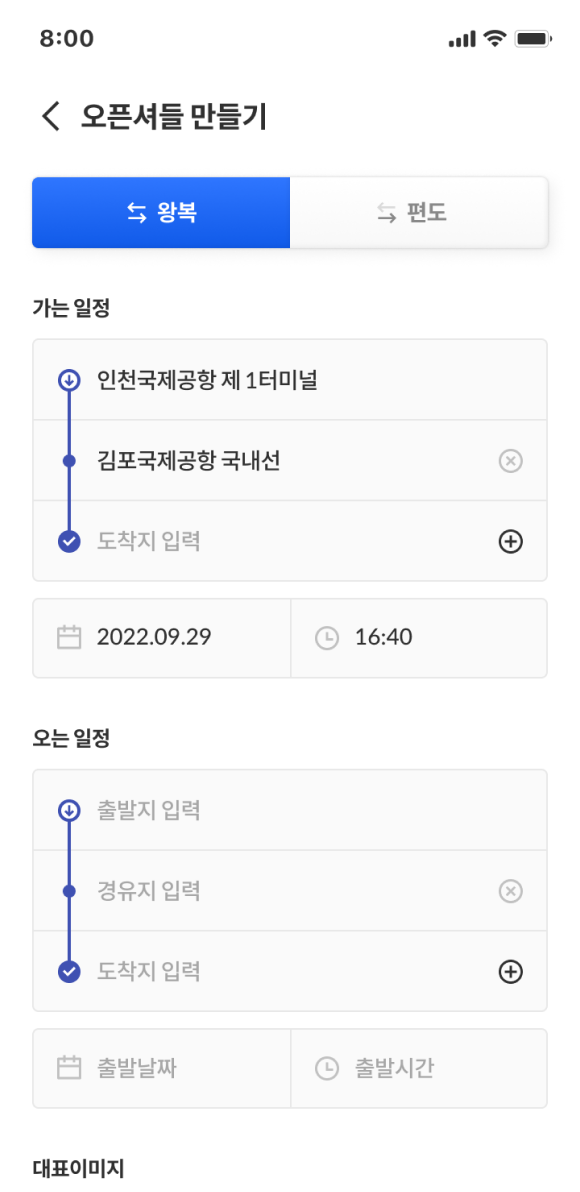 8:00
오픈셔들 만들기
왕복 편도
가는 일정
인천국제공항 제 1터미널
김포국제공항 국내선
도착지 입력
2022.09.29 16:40
오는 일정
출발지 입력
경유지 입력
도착지 입력
출발날짜 출발시간
대표이미지